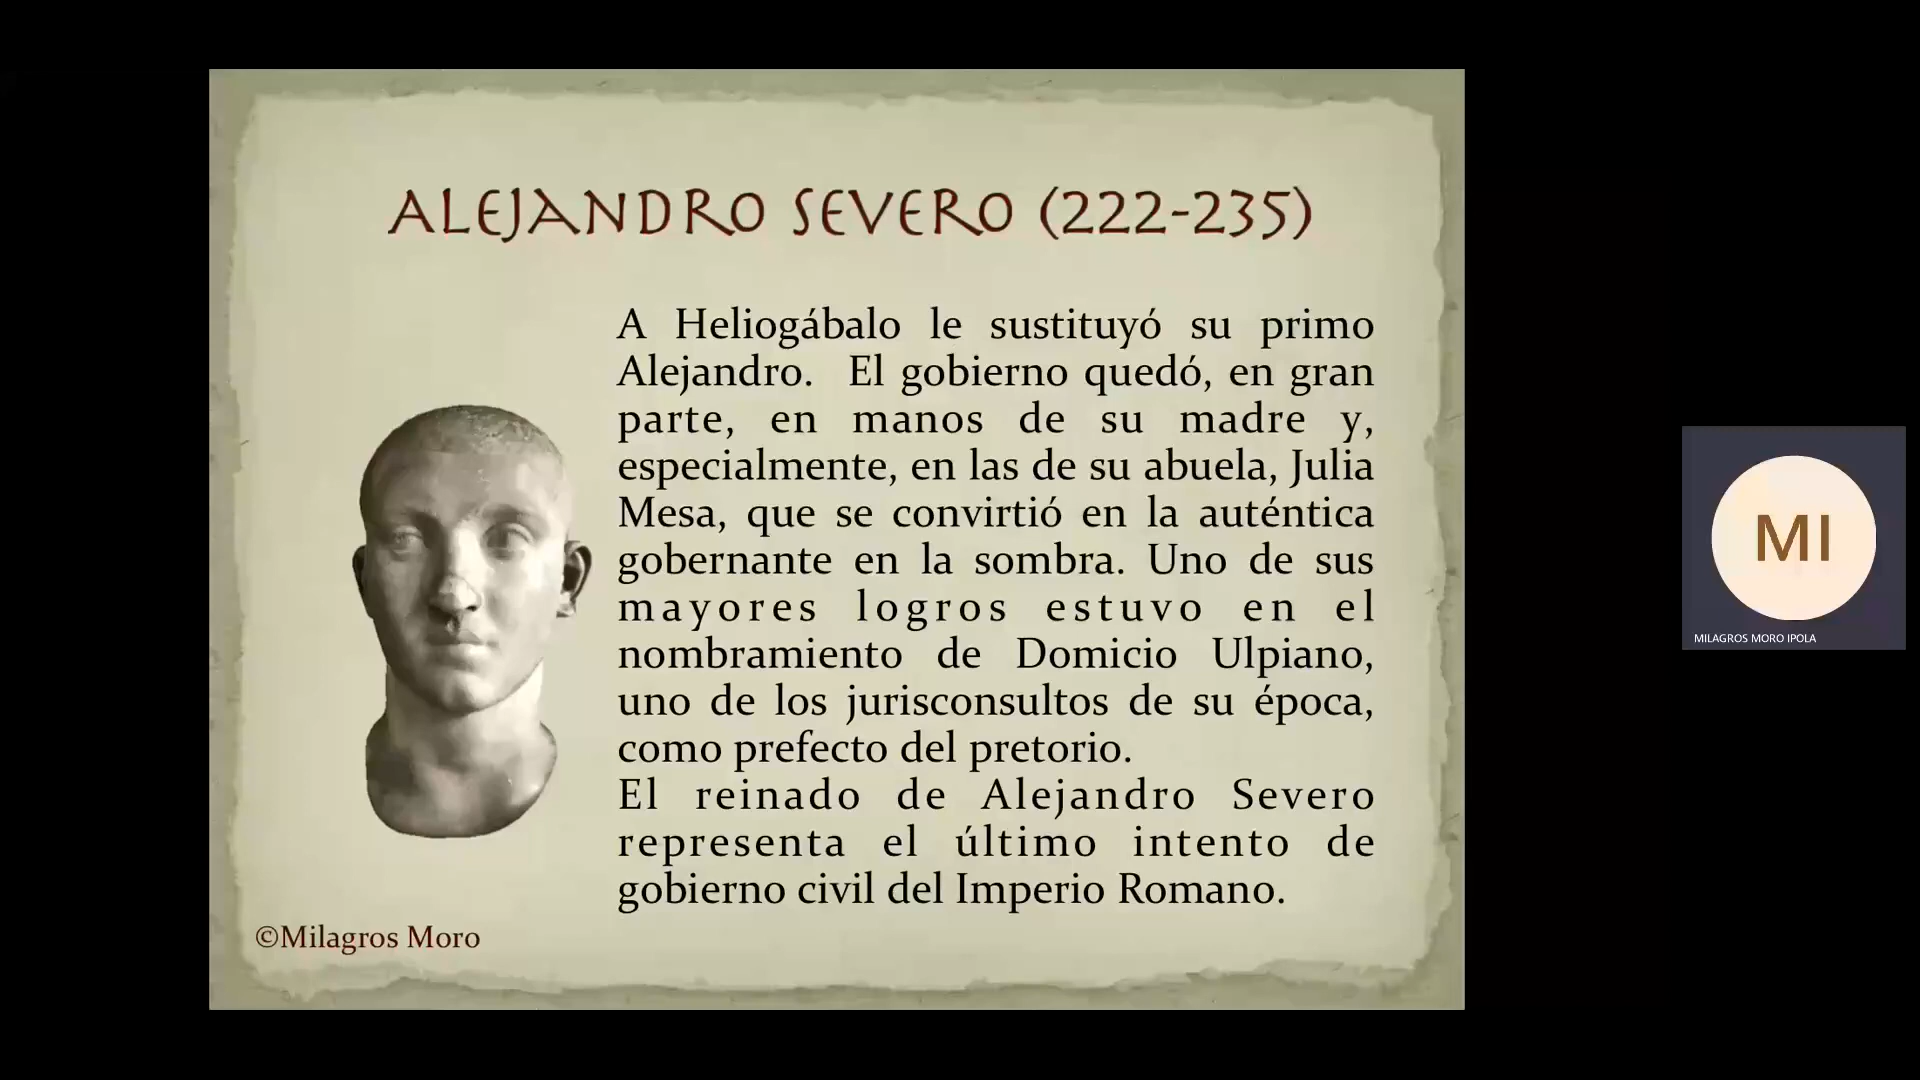 ALEJANDRO SEVERO (222-235)
A Heliogábalo le sustituyó su primo
Alejandro. El gobierno quedó, en gran
parte, en manos de su madre y,
especialmente, en las de su abuela, Julia
Mesa, que se convirtió en la auténtica
gobernante en la sombra. Uno de sus
mayores logros estuvo en el
nombramiento de Domicio Ulpiano,
uno de los jurisconsultos de su época,
como prefecto del pretorio.
El reinado de Alejandro Severo
representa el último intento de
gobierno civil del Imperio Romano.
©Milagros Moro
MI
MILAGROS MORO IPOLA